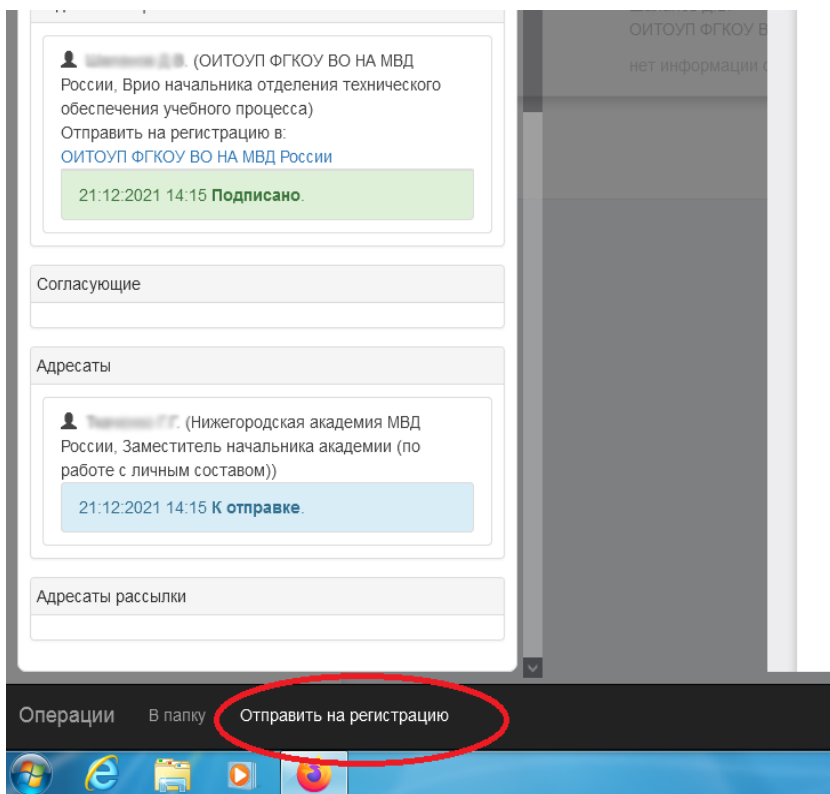 ОИТОУП ФГКОУ В
нет информации
(ОИТОУП ФГКОУ ВО НА МВД
России, Врио начальника отделения технического
обеспечения учебного процесса)
Отправить на регистрацию в:
ОИТОУП ФГКОУ ВО НА МВД России
21:12:2021 14:15 Подписано.
Согласующие
Адресаты
(Нижегородская академия МВД
России, Заместитель начальника академии (по
работе с личным составом))
21:12:2021 14:15 К отправке.
Адресаты рассылки
Операции В папку Отправить на регистрацию